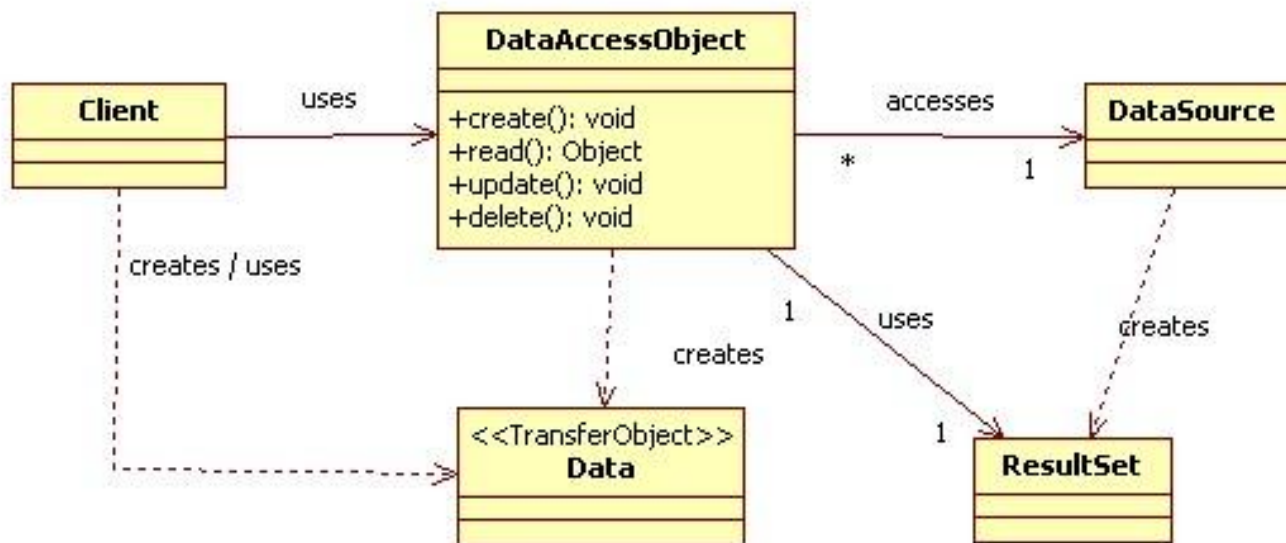 DataAccessObject
Client
uses
+create(): void
+read(): Object
+update(): void
+delete(): void
accesses
*
1
DataSource
creates / uses
creates
1
uses
1
creates
<<TransferObject>>
Data
ResultSet